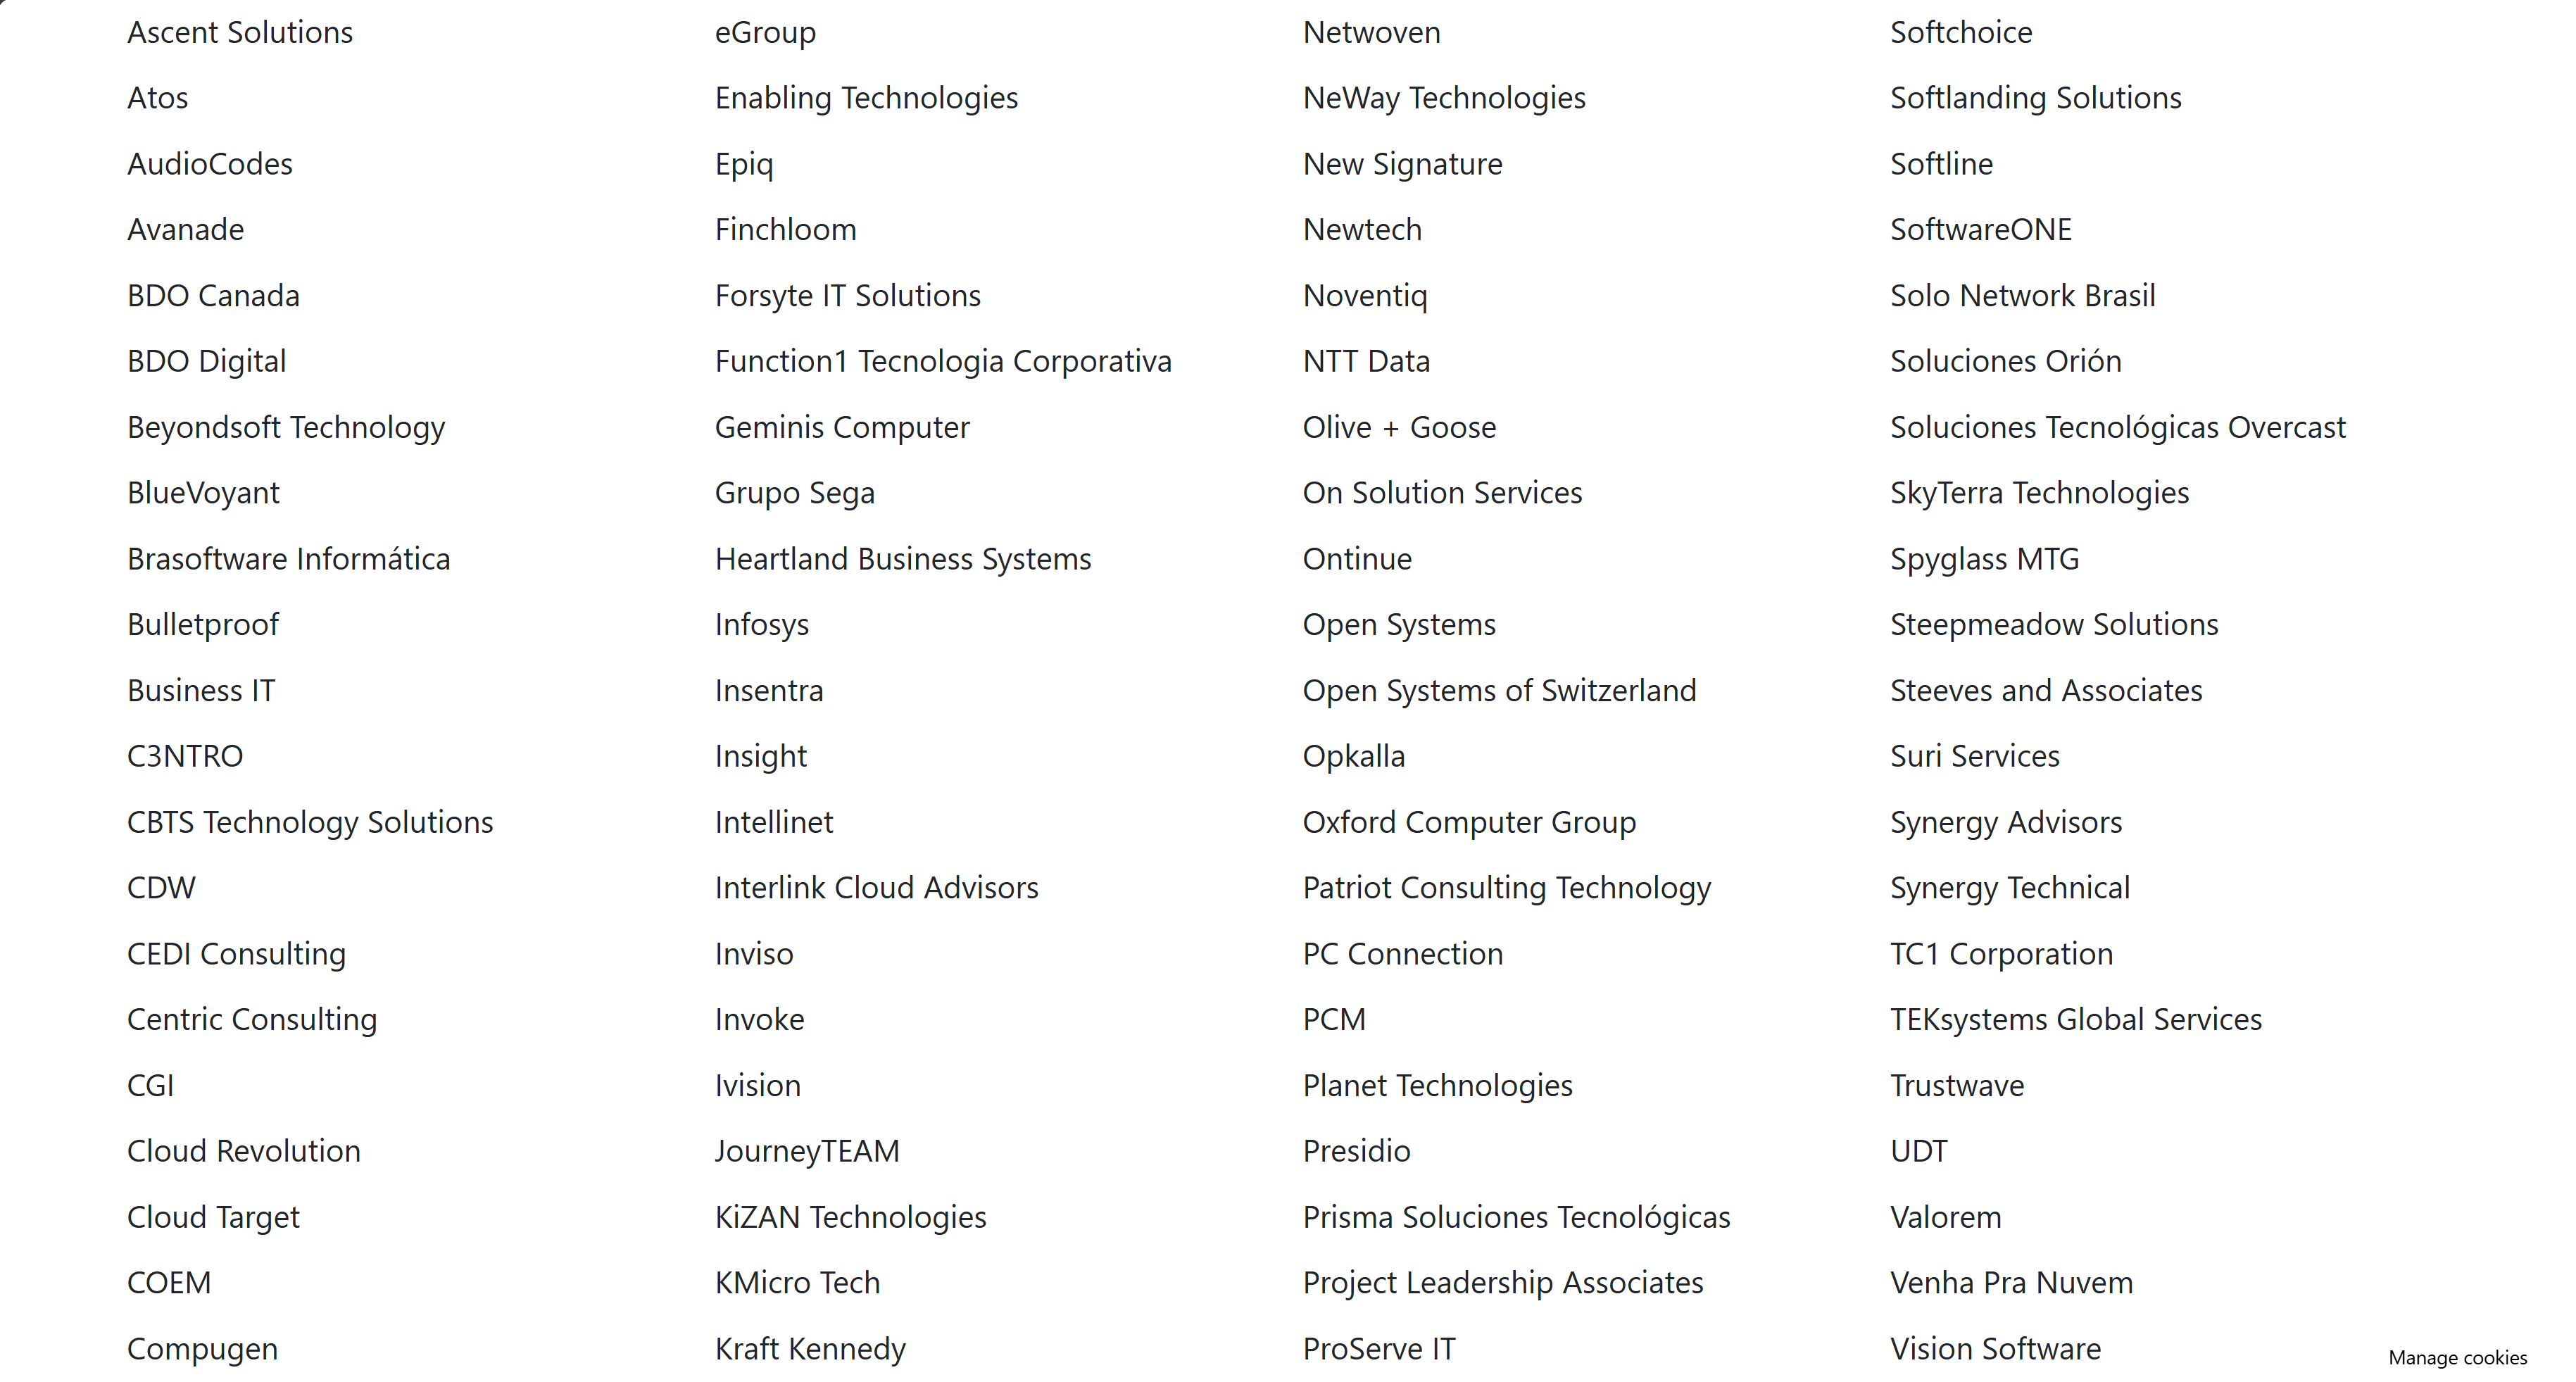 Ascent Solutions
Atos
AudioCodes
Avanade
BDO Canada
BDO Digital
Beyondsoft Technology
BlueVoyant
Brasoftware Informática
Bulletproof
Business IT
C3NTRO
CBTS Technology Solutions
CDW
CEDI Consulting
Centric Consulting
CGI
Cloud Revolution
Cloud Target
COEM
Compugen
eGroup
Enabling Technologies
Epiq
Finchloom
Forsyte IT Solutions
Function1 Tecnologia Corporativa
Geminis Computer
Grupo Sega
Heartland Business Systems
Infosys
Insentra
Insight
Intellinet
Interlink Cloud Advisors
Inviso
Invoke
Ivision
JourneyTEAM
KiZAN Technologies
KMicro Tech
Kraft Kennedy
Netwoven
NeWay Technologies
New Signature
Newtech
Noventiq
NTT Data
Olive + Goose
On Solution Services
Ontinue
Open Systems
Open Systems of Switzerland
Opkalla
Oxford Computer Group
Patriot Consulting Technology
PC Connection
PCM
Planet Technologies
Presidio
Prisma Soluciones Tecnológicas
Project Leadership Associates
ProServe IT
Softchoice
Softlanding Solutions
Softline
SoftwareONE
Solo Network Brasil
Soluciones Orión
Soluciones Tecnológicas Overcast
SkyTerra Technologies
Spyglass MTG
Steepmeadow Solutions
Steeves and Associates
Suri Services
Synergy Advisors
Synergy Technical
TC1 Corporation
TEKsystems Global Services
Trustwave
UDT
Valorem
Venha Pra Nuvem
Vision Software
Manage cookies